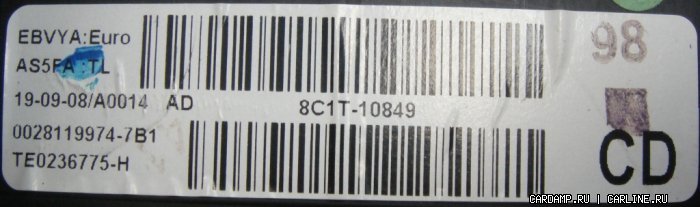 EBVYA:Euro
AS5FA :TL
19-09-08/A0014 AD
8C1T-10849
0028119974-7B1
TE0236775-H
98
CD
CARDAMP.RU | CARLINE.RU